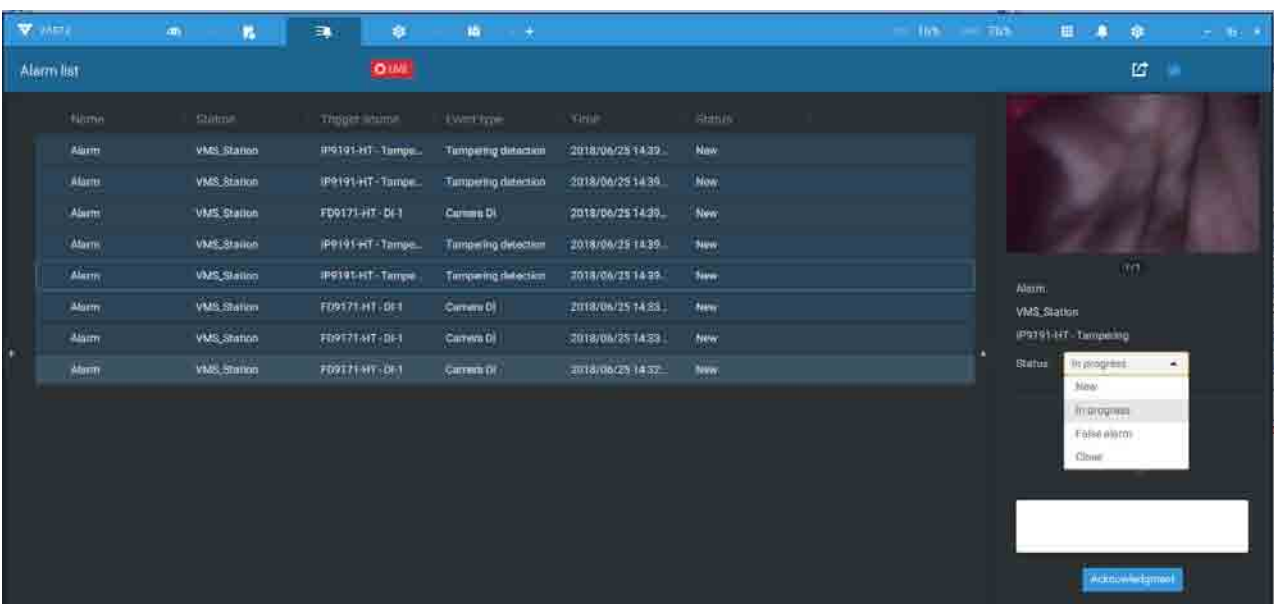 VAST2
Alarm list
LIVE
Name Station Trigger source Event type Time Status
Alarm VMS_Station IP9191-HT - Tampe... Tampering detection 2018/06/25 14:39... New
Alarm VMS_Station IP9191-HT - Tampe... Tampering detection 2018/06/25 14:39... New
Alarm VMS_Station FD9171-HT - DI-1 Camera DI 2018/06/25 14:39... New
Alarm VMS_Station IP9191-HT - Tampe... Tampering detection 2018/06/25 14:39... New
Alarm VMS_Station IP9191-HT - Tampe... Tampering detection 2018/06/25 14:39... New
Alarm VMS_Station FD9171-HT - DI-1 Camera DI 2018/06/25 14:33... New
Alarm VMS_Station FD9171-HT - DI-1 Camera DI 2018/06/25 14:33... New
Alarm VMS_Station FD9171-HT - DI-1 Camera DI 2018/06/25 14:32... New
1/1
Alarm
VMS_Station
IP9191-HT - Tampering
Status In progress
New
In progress
False alarm
Close
Acknowledgment